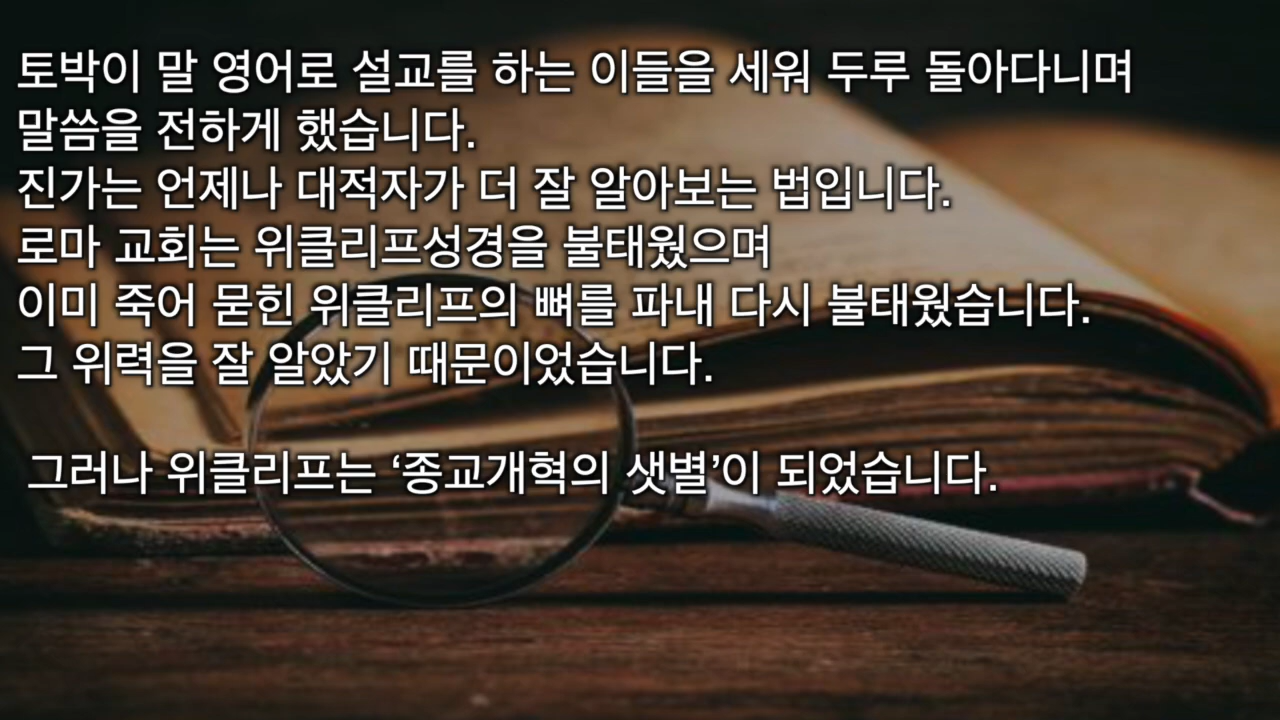 토박이 말 영어로 설교를 하는 이들을 세워 두루 돌아다니며
말씀을 전하게 했습니다.
진가는 언제나 대적자가 더 잘 알아보는 법입니다.
로마 교회는 위클리프성경을 불태웠으며
이미 죽어 묻힌 위클리프의 뼈를 파내 다시 불태웠습니다.
그 위력을 잘 알았기 때문이었습니다.
그러나 위클리프는 ‘종교개혁의 샛별’이 되었습니다.